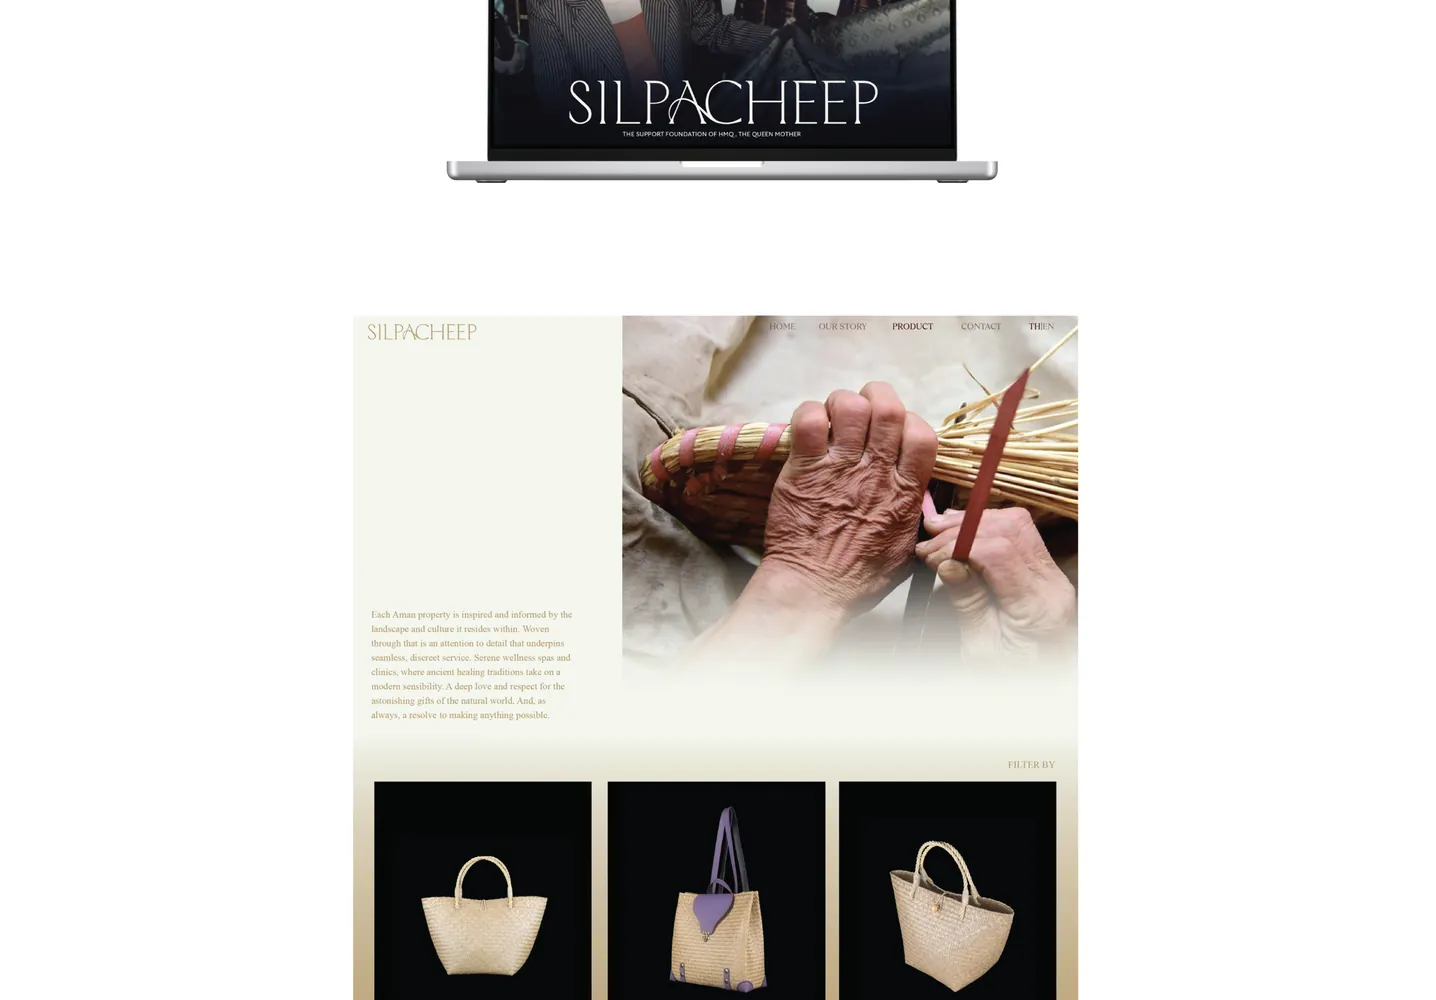 SILPACHEEP
THE SUPPORT FOUNDATION OF HMQ., THE QUEEN MOTHER
SILPACHEEP
HOME OUR STORY PRODUCT CONTACT TH|EN
Each Aman property is inspired and informed by the
landscape and culture it resides within. Woven
through that is an attention to detail that underpins
seamless, discreet service. Serene wellness spas and
clinics, where ancient healing traditions take on a
modern sensibility. A deep love and respect for the
astonishing gifts of the natural world. And, as
always, a resolve to making anything possible.
FILTER BY